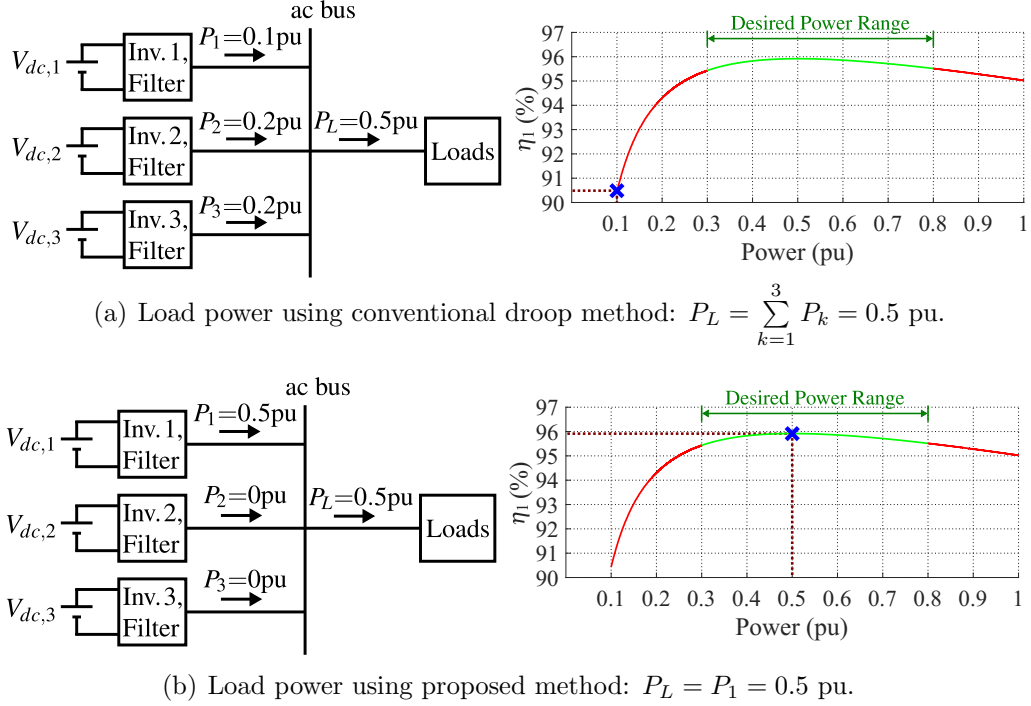 ac bus
V_{dc,1}
Inv. 1,
Filter
P_1=0.1pu
V_{dc,2}
Inv.2,
Filter
P_2=0.2pu
P_L=0.5pu
Loads
V_{dc,3}
Inv.3,
Filter
P_3=0.2pu
Desired Power Range
97
96
95
94
93
92
91
90
η_1 (%)
0.1 0.2 0.3 0.4 0.5 0.6 0.7 0.8 0.9 1
Power (pu)
(a) Load power using conventional droop method: P_L = \sum_{k=1}^{3} P_k = 0.5 pu.
ac bus
V_{dc,1}
Inv. 1,
Filter
P_1=0.5pu
V_{dc,2}
Inv.2,
Filter
P_2=0pu
P_L=0.5pu
Loads
V_{dc,3}
Inv.3,
Filter
P_3=0pu
Desired Power Range
97
96
95
94
93
92
91
90
η_1 (%)
0.1 0.2 0.3 0.4 0.5 0.6 0.7 0.8 0.9 1
Power (pu)
(b) Load power using proposed method: P_L = P_1 = 0.5 pu.